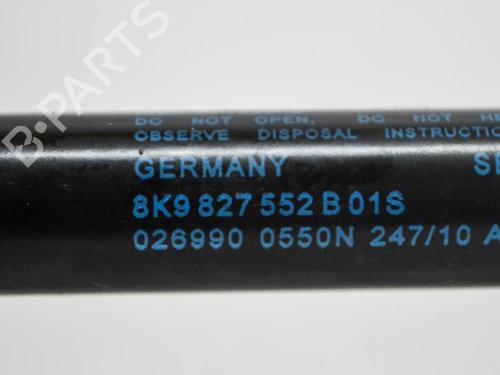 B-PARTS
DO NOT OPEN. DO NOT HE
OBSERVE DISPOSAL INSTRUCTION
GERMANY
8K9 827 552 B 01S
026990 0550N 247/10 A